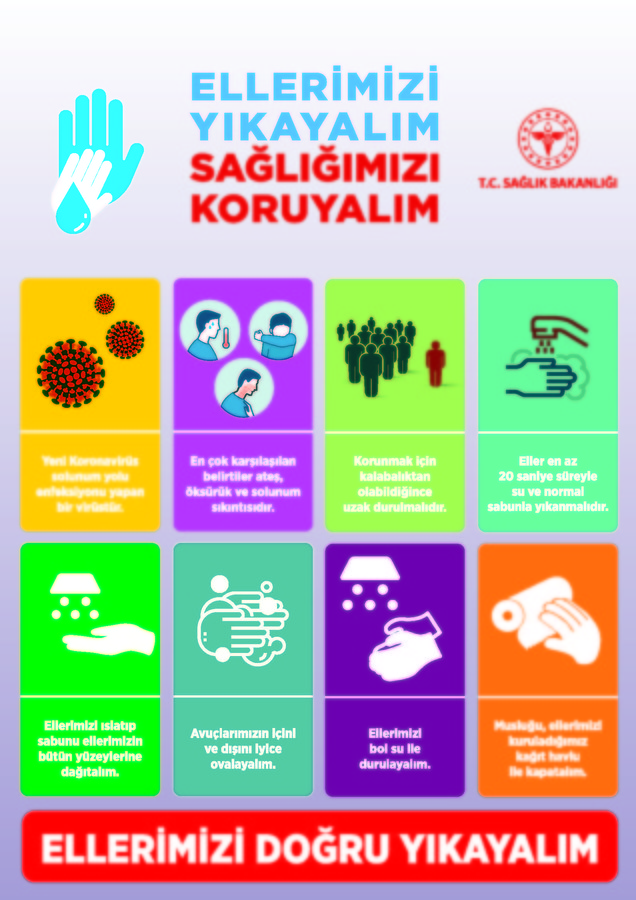 ELLERİMİZİ
YIKAYALIM
SAĞLIĞIMIZI
KORUYALIM
T.C. SAĞLIK BAKANLIĞI
Yeni Koronavirüs
solunum yolu
enfeksiyonu yapan
bir virüstür.
En çok karşılaşılan
belirtiler ateş,
öksürük ve solunum
sıkıntısıdır.
Korunmak için
kalabalıktan
olabildiğince
uzak durulmalıdır.
Eller en az
20 saniye süreyle
su ve normal
sabunla yıkanmalıdır.
Ellerimizi ıslatıp
sabunu ellerimizin
bütün yüzeylerine
dağıtalım.
Avuçlarımızın içini
ve dışını iyice
ovalayalım.
Ellerimizi
bol su ile
durulayalım.
Musluğu, ellerimizi
kuruladığımız
kağıt havlu
ile kapatalım.
ELLERİMİZİ DOĞRU YIKAYALIM